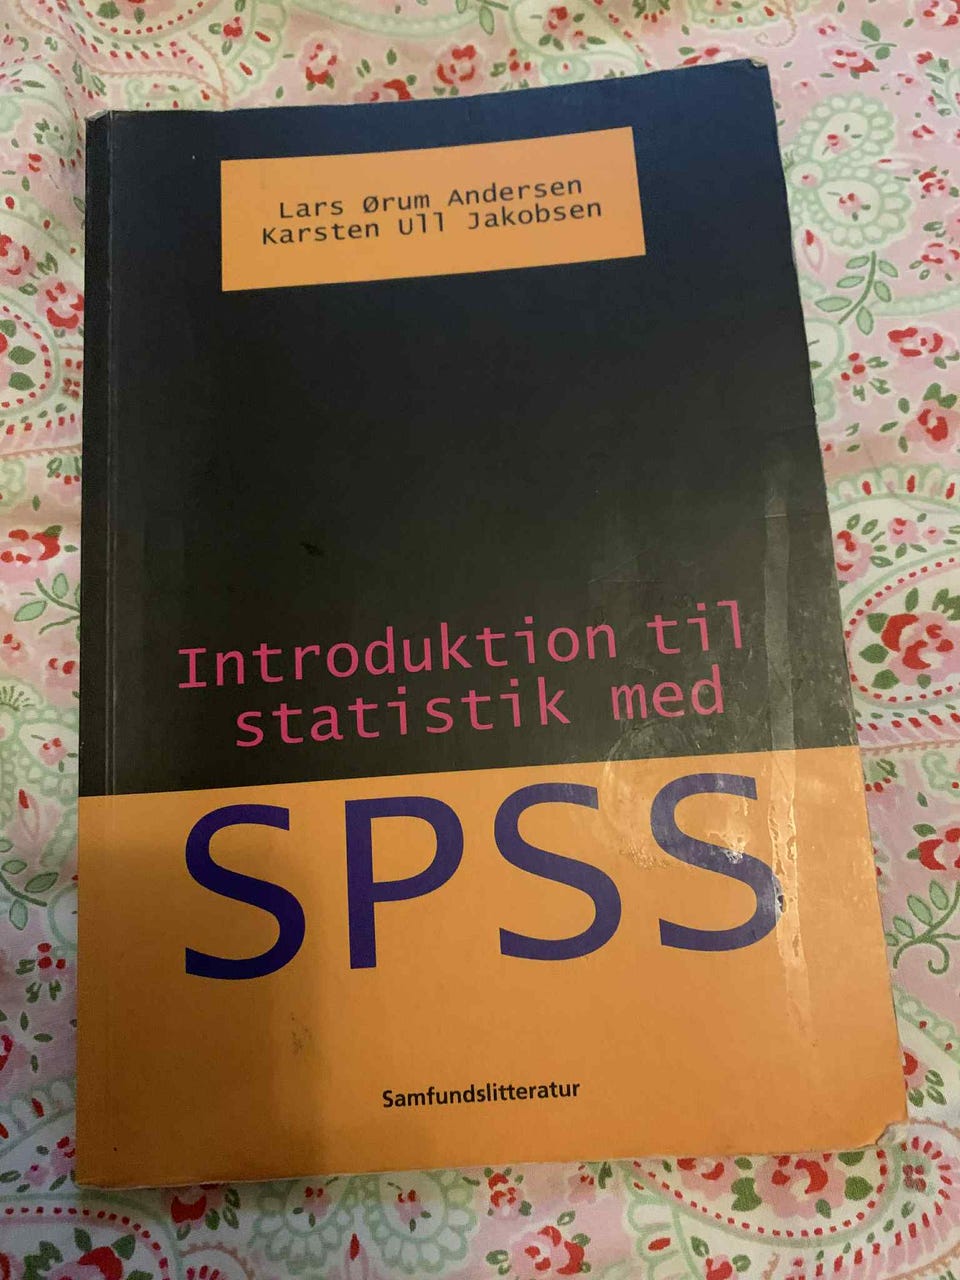 Lars Ørum Andersen
Karsten Ull Jakobsen
Introduktion til
statistik med
SPSS
Samfundslitteratur